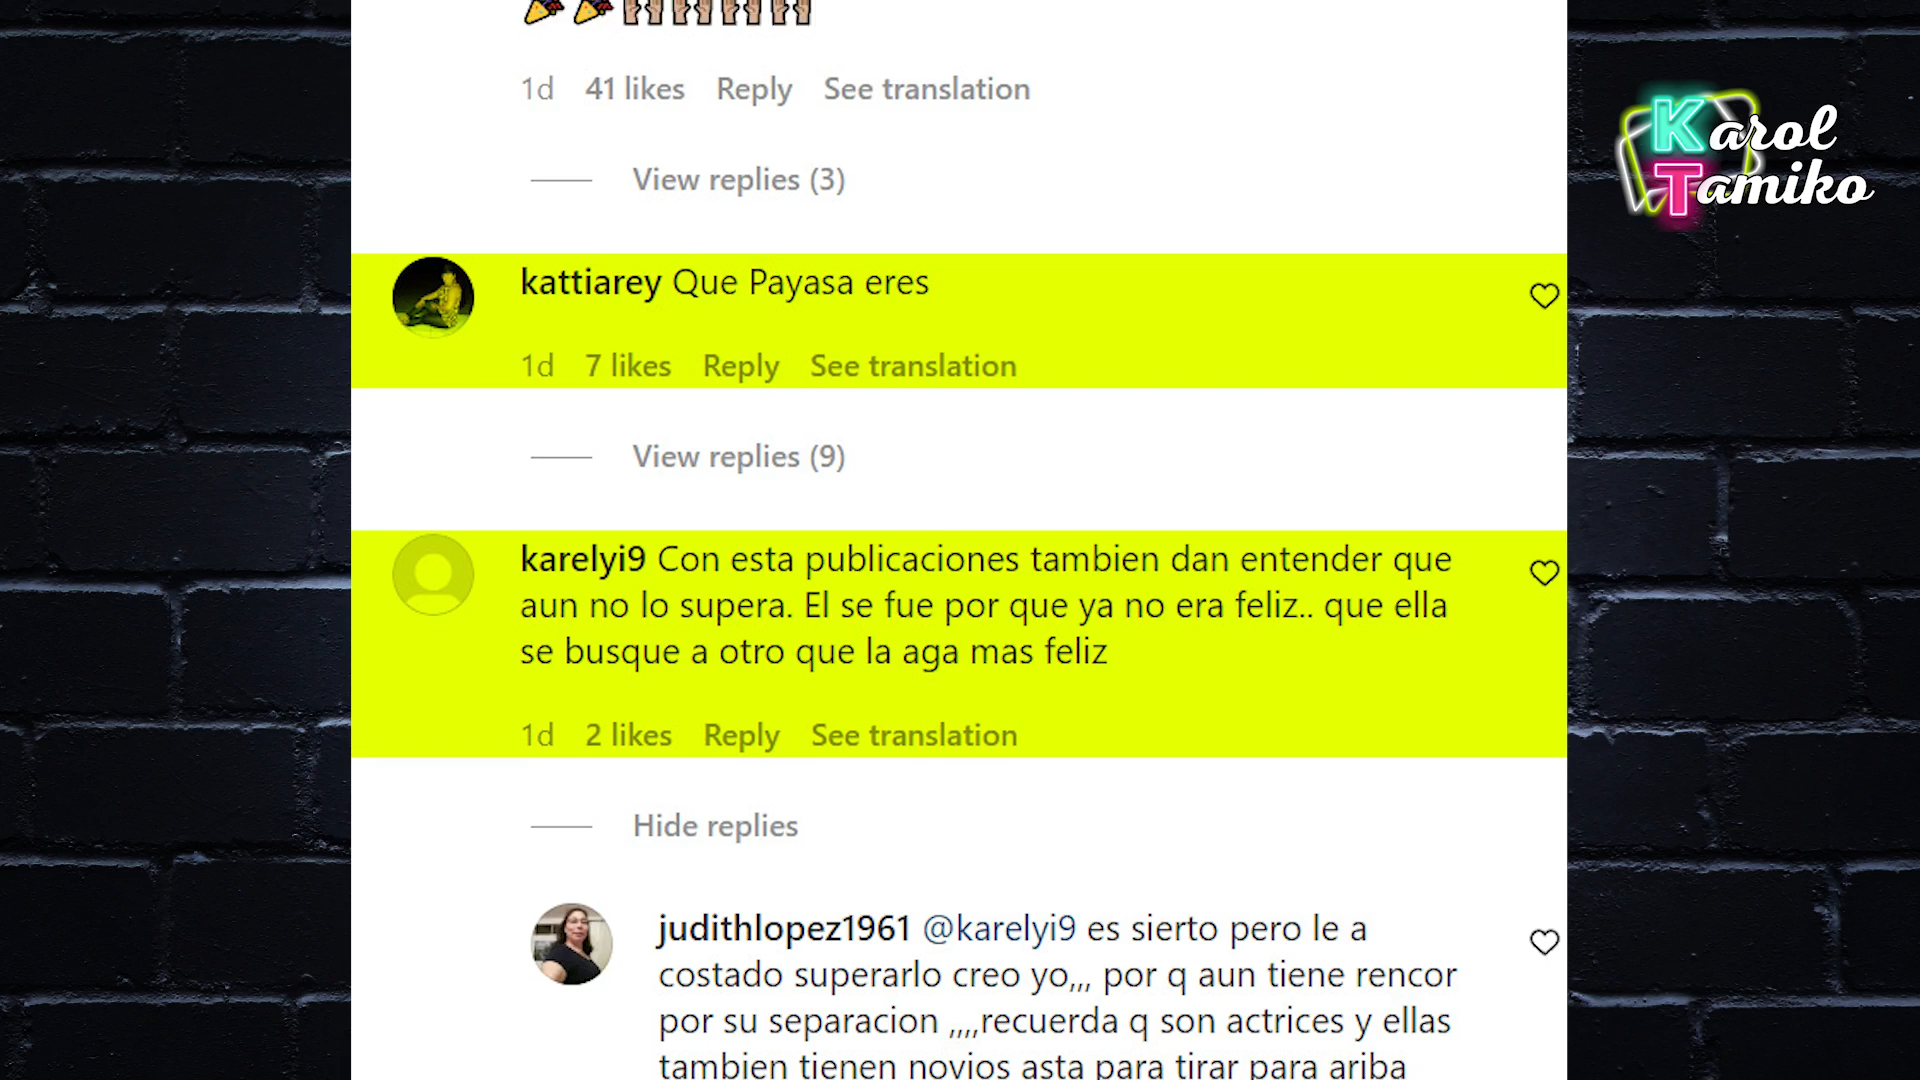 1d 41 likes Reply See translation
View replies (3)
Karol
Tamiko
kattiarey Que Payasa eres
1d 7 likes Reply See translation
View replies (9)
karelyi9 Con esta publicaciones tambien dan entender que
aun no lo supera. El se fue por que ya no era feliz.. que ella
se busque a otro que la aga mas feliz
1d 2 likes Reply See translation
Hide replies
judithlopez1961 @karelyi9 es sierto pero le a
costado superarlo creo yo,,, por q aun tiene rencor
por su separacion ,,,,recuerda q son actrices y ellas
tambien tienen novios asta para tirar para ariba